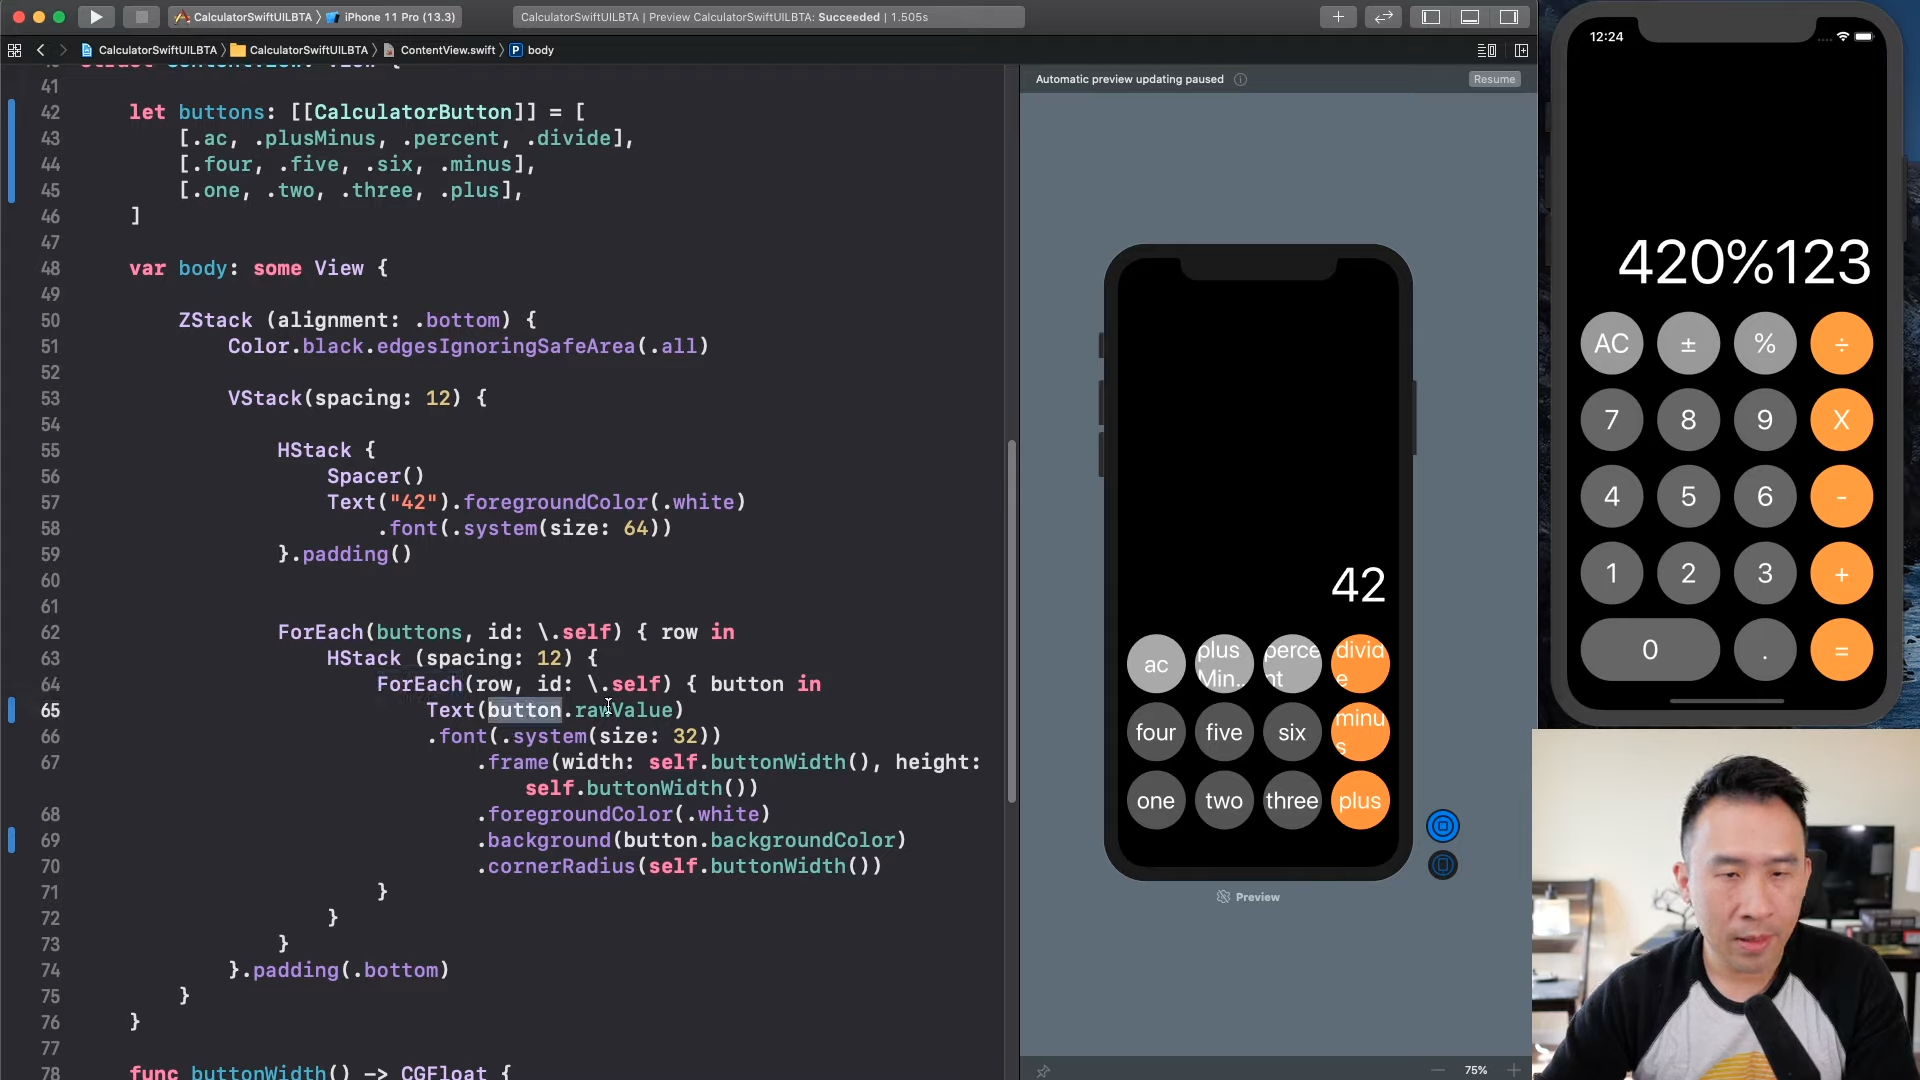 CalculatorSwiftUILBTA ⟩ iPhone 11 Pro (13.3)
CalculatorSwiftUILBTA | Preview CalculatorSwiftUILBTA: Succeeded | 1.505s
CalculatorSwiftUILBTA ⟩ CalculatorSwiftUILBTA ⟩ ContentView.swift ⟩ P body
40 struct ContentView: View {
41
42 let buttons: [[CalculatorButton]] = [
43 [.ac, .plusMinus, .percent, .divide],
44 [.four, .five, .six, .minus],
45 [.one, .two, .three, .plus],
46 ]
47
48 var body: some View {
49
50 ZStack (alignment: .bottom) {
51 Color.black.edgesIgnoringSafeArea(.all)
52
53 VStack(spacing: 12) {
54
55 HStack {
56 Spacer()
57 Text("42").foregroundColor(.white)
58 .font(.system(size: 64))
59 }.padding()
60
61
62 ForEach(buttons, id: \.self) { row in
63 HStack (spacing: 12) {
64 ForEach(row, id: \.self) { button in
65 Text(button.rawValue)
66 .font(.system(size: 32))
67 .frame(width: self.buttonWidth(), height:
self.buttonWidth())
68 .foregroundColor(.white)
69 .background(button.backgroundColor)
70 .cornerRadius(self.buttonWidth())
71 }
72 }
73 }
74 }.padding(.bottom)
75 }
76 }
77
78 func buttonWidth() -> CGFloat {
Automatic preview updating paused
Resume
42
ac plus Min... perce nt divid e
four five six minu s
one two three plus
Preview
75%
12:24
420%123
AC ± % ÷
7 8 9 X
4 5 6 -
1 2 3 +
0 . =